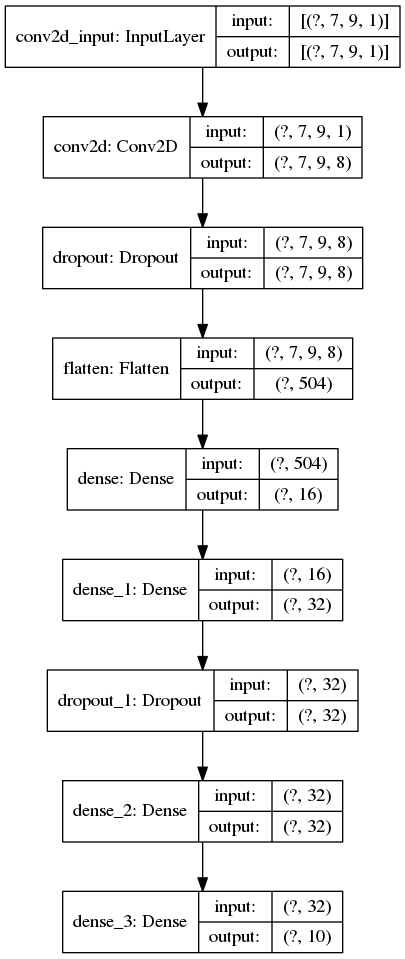 conv2d_input: InputLayer
input: [(?, 7, 9, 1)]
output: [(?, 7, 9, 1)]
conv2d: Conv2D
input: (?, 7, 9, 1)
output: (?, 7, 9, 8)
dropout: Dropout
input: (?, 7, 9, 8)
output: (?, 7, 9, 8)
flatten: Flatten
input: (?, 7, 9, 8)
output: (?, 504)
dense: Dense
input: (?, 504)
output: (?, 16)
dense_1: Dense
input: (?, 16)
output: (?, 32)
dropout_1: Dropout
input: (?, 32)
output: (?, 32)
dense_2: Dense
input: (?, 32)
output: (?, 32)
dense_3: Dense
input: (?, 32)
output: (?, 10)